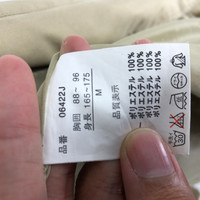 品番 06422J
胸囲 88~96
身長 165~175
M
品質表示
ポリエステル 100%
ポリエステル 100%
ポリエステル 100%
ポリエステル 100%